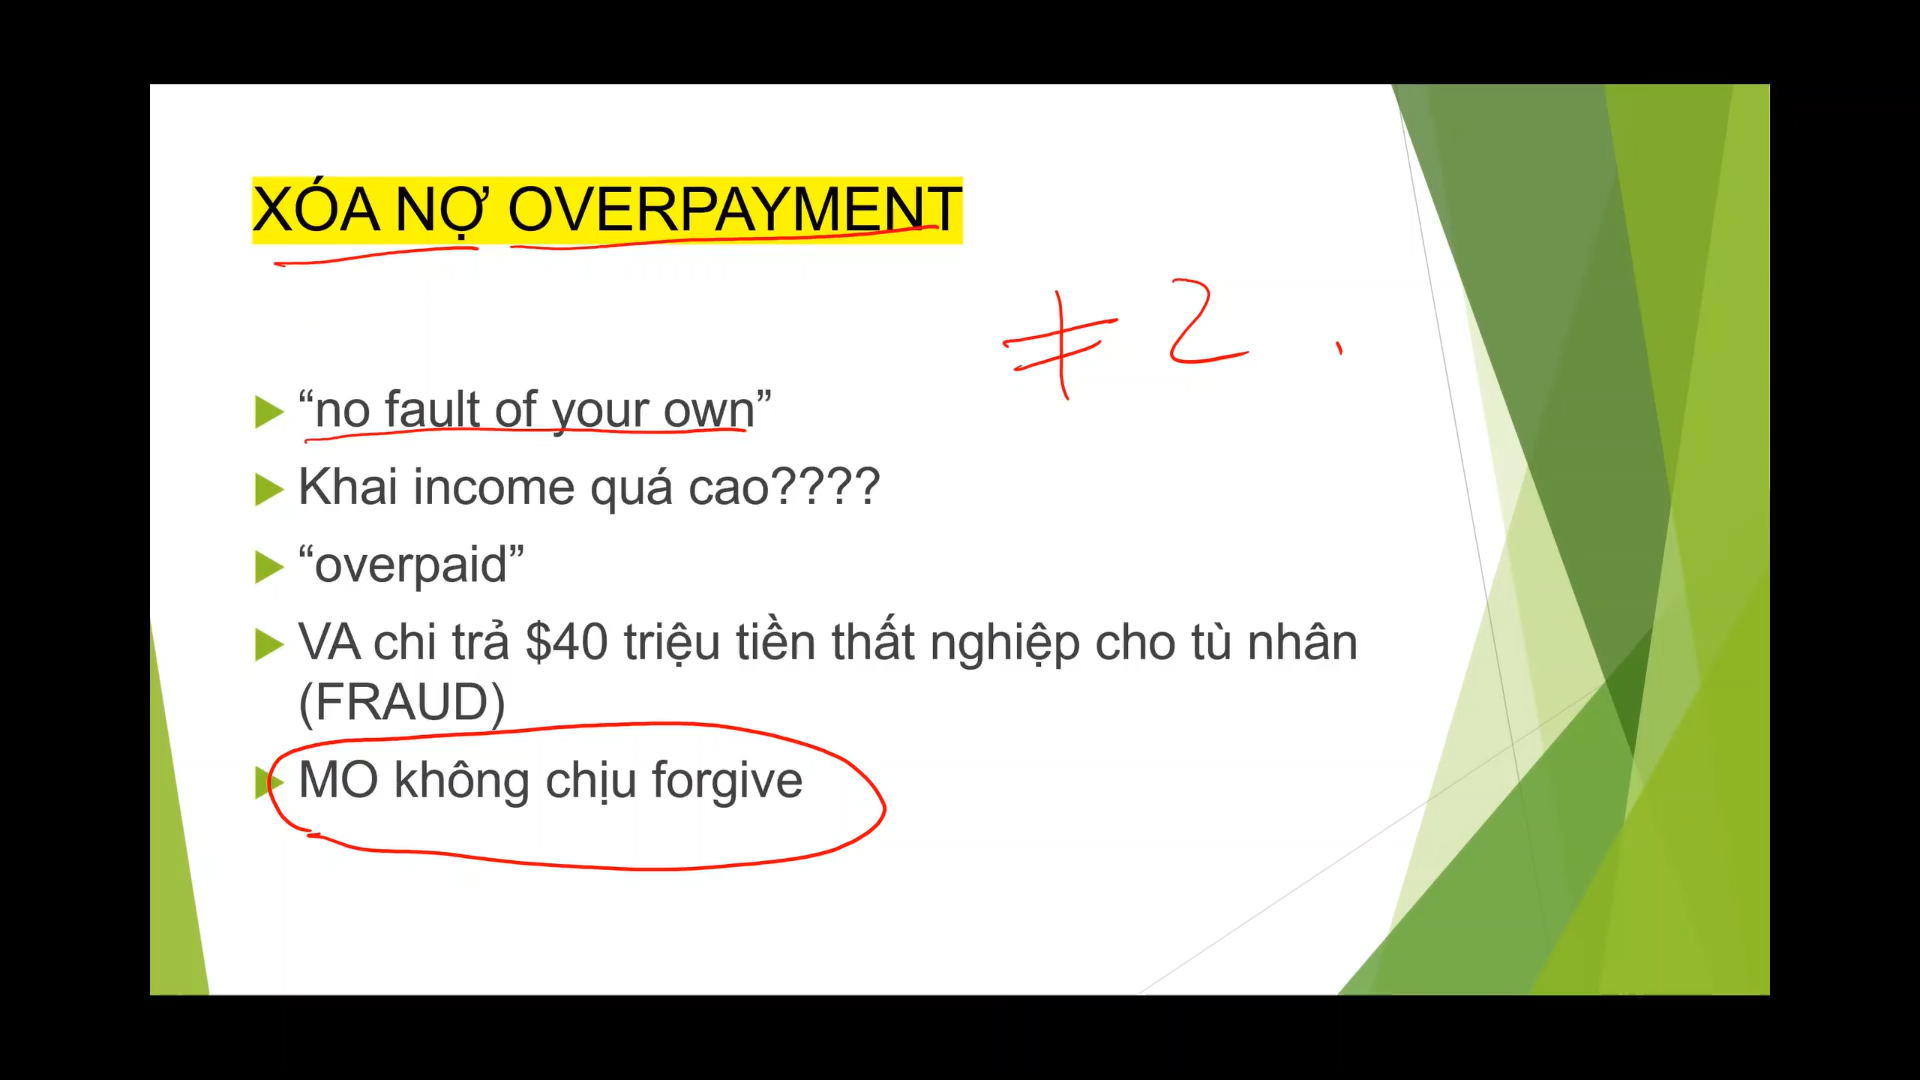 XÓA NỢ OVERPAYMENT
≠ 2 .
“no fault of your own”
Khai income quá cao????
“overpaid”
VA chi trả $40 triệu tiền thất nghiệp cho tù nhân
(FRAUD)
MO không chịu forgive